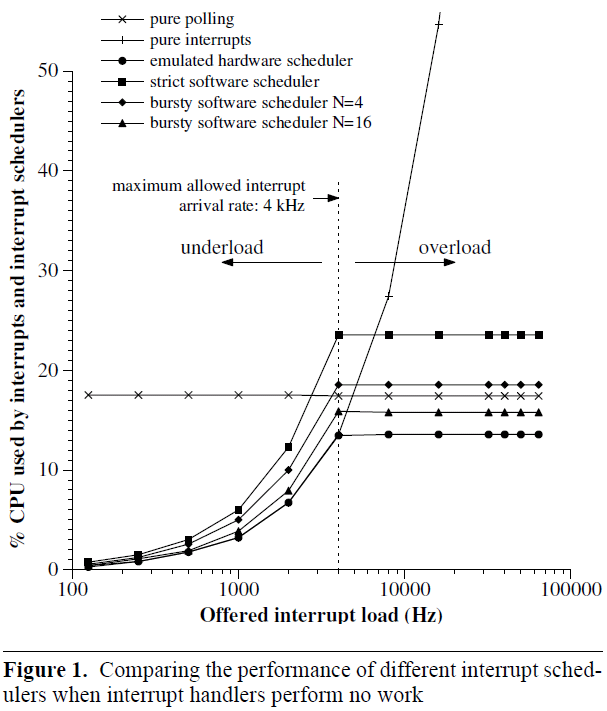 pure polling
pure interrupts
emulated hardware scheduler
strict software scheduler
bursty software scheduler N=4
bursty software scheduler N=16
% CPU used by interrupts and interrupt schedulers
50
40
30
20
10
0
maximum allowed interrupt
arrival rate: 4 kHz
underload
overload
100
1000
10000
100000
Offered interrupt load (Hz)
Figure 1. Comparing the performance of different interrupt sched-
ulers when interrupt handlers perform no work